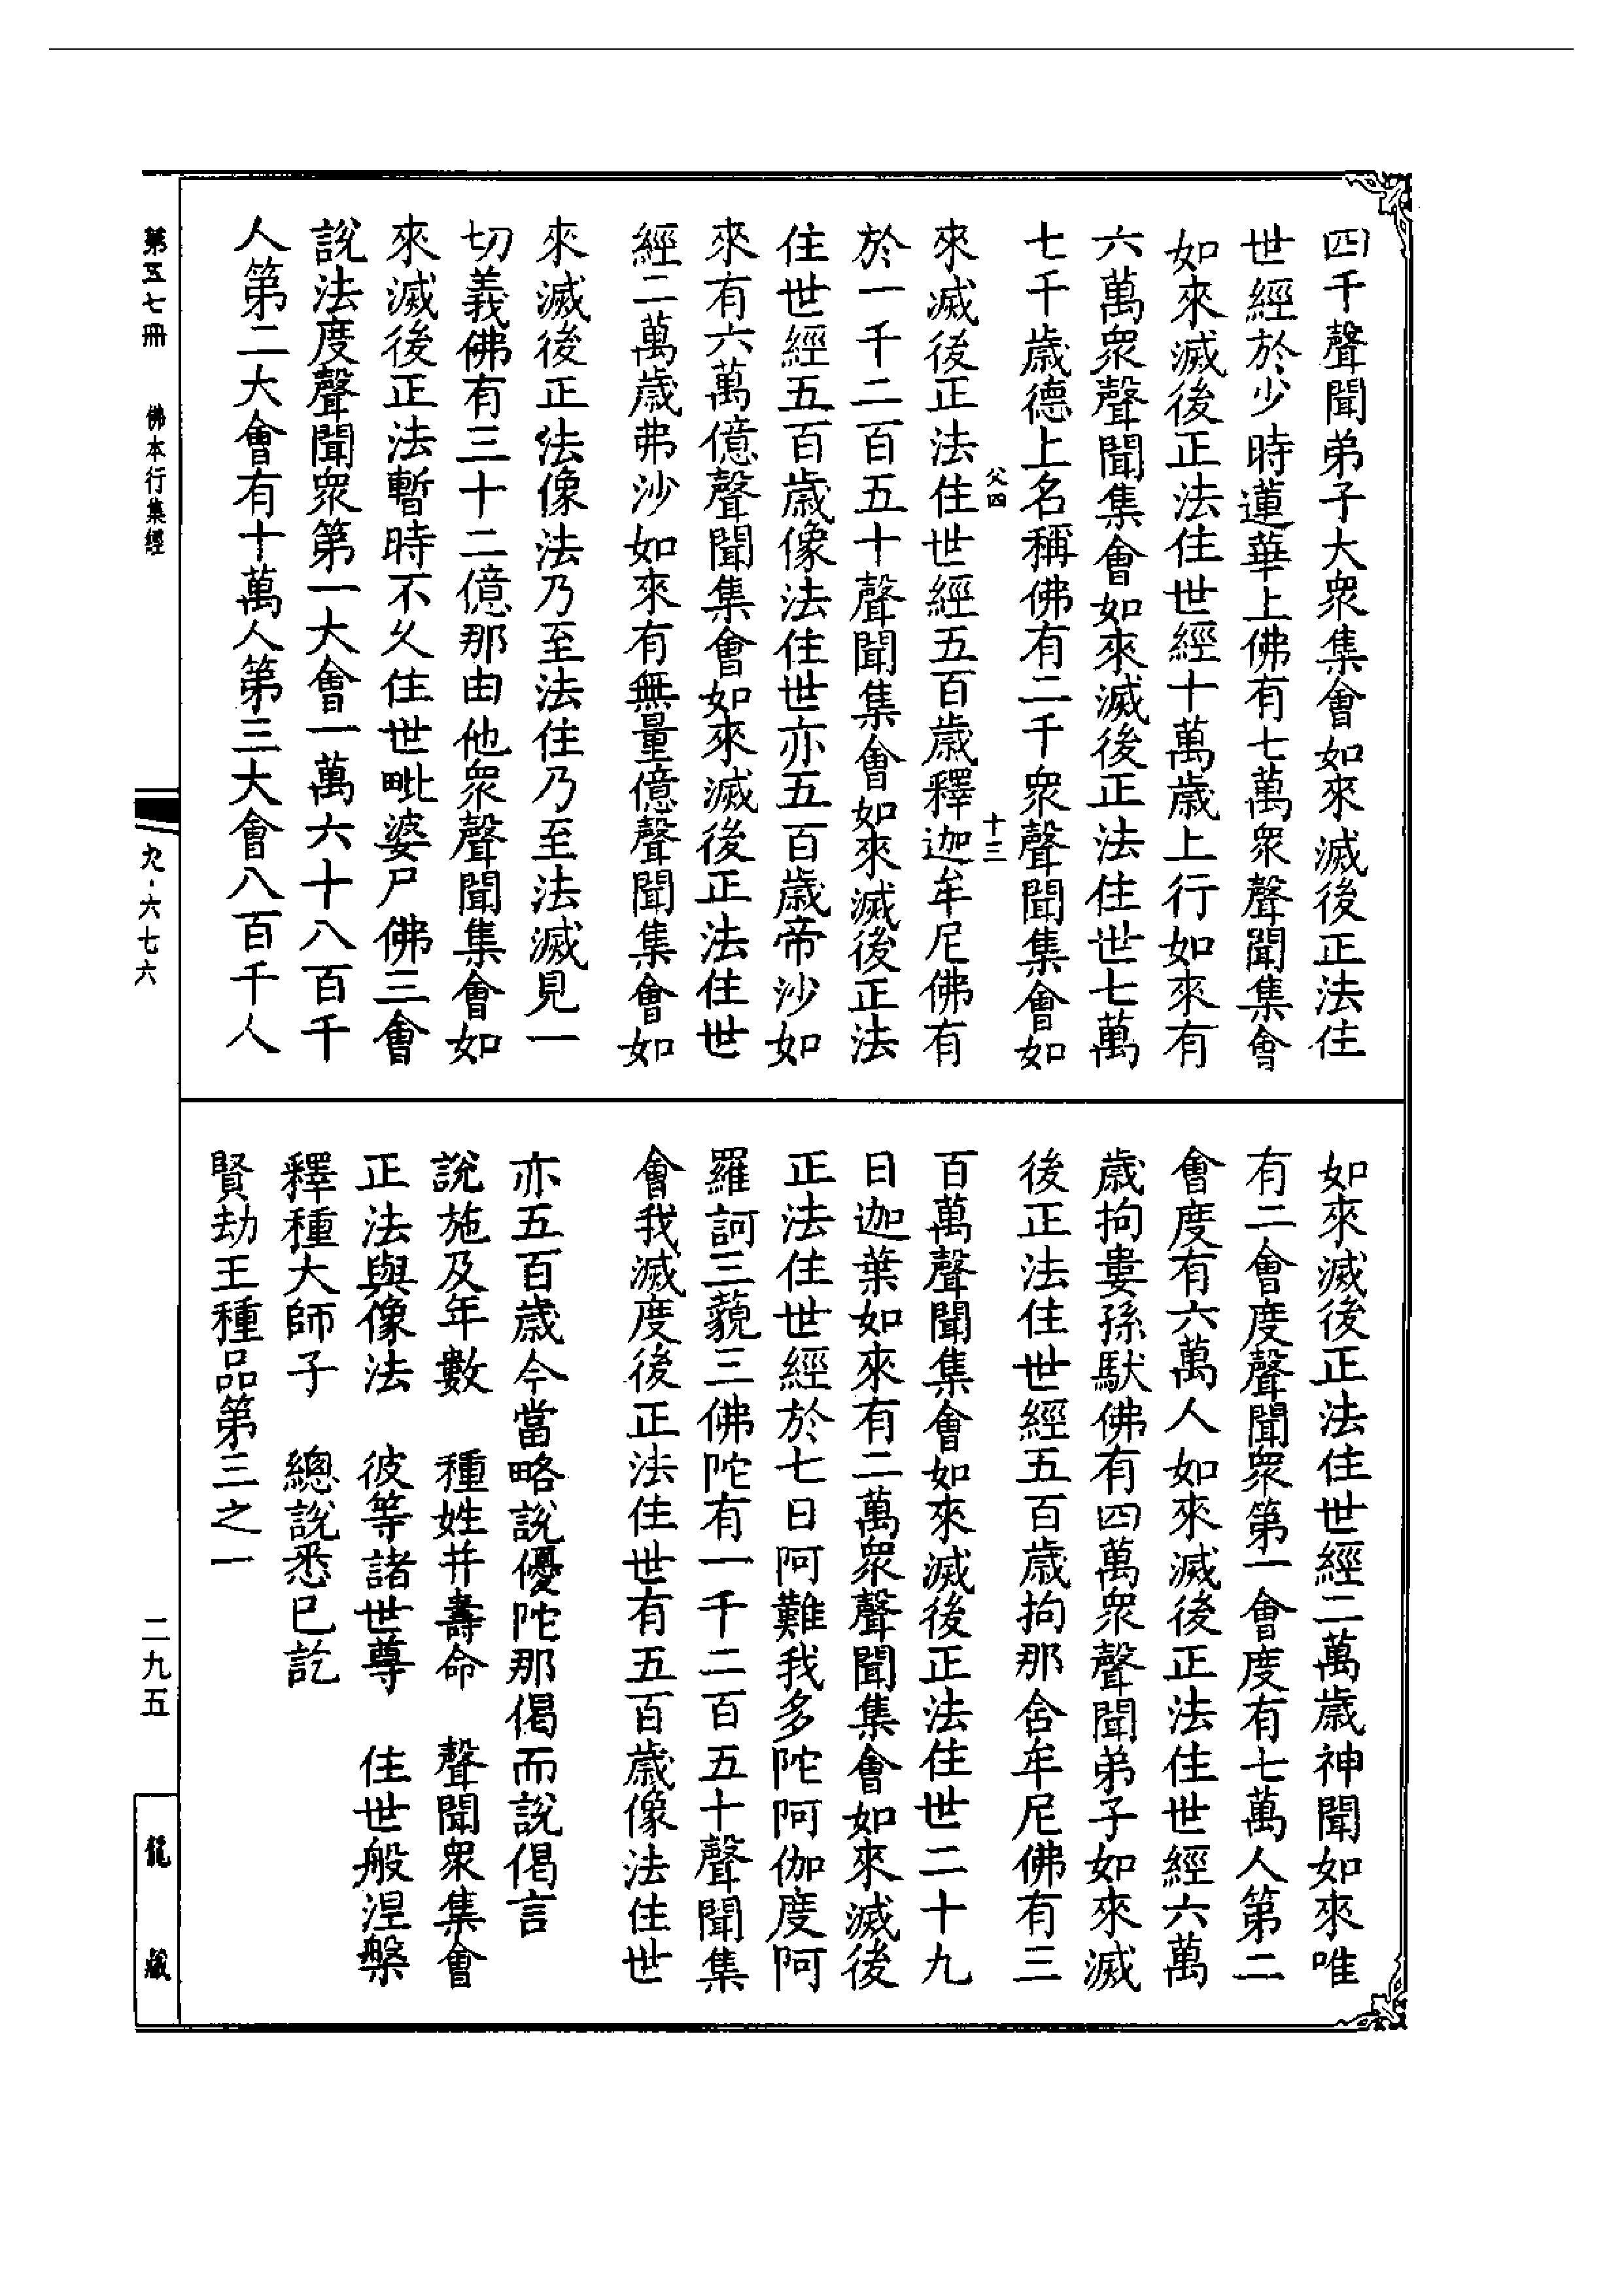 四千聲聞弟子大衆集會如來滅後正法住
世經於少時蓮華上佛有七萬衆聲聞集會
如來滅後正法住世經十萬歲上行如來有
六萬衆聲聞集會如來滅後正法住世七萬
七千歲德上名稱佛有二千衆聲聞集會如
父四
十三
來滅後正法住世經五百歲釋迦牟尼佛有
於一千二百五十聲聞集會如來滅後正法
住世經五百歲像法住世亦五百歲帝沙如
來有六萬億聲聞集會如來滅後正法住世
經二萬歲弗沙如來有無量億聲聞集會如
來滅後正法像法乃至法住乃至法滅見一
切義佛有三十二億那由他衆聲聞集會如
來滅後正法暫時不久住世毗婆尸佛三會
說法度聲聞衆第一大會一萬六十八百千
人第二大會有十萬人第三大會八百千人
如來滅後正法住世經二萬歲神聞如來唯
有二會度聲聞衆第一會度有七萬人第二
會度有六萬人如來滅後正法住世經六萬
歲拘婁孫馱佛有四萬衆聲聞弟子如來滅
後正法住世經五百歲拘那含牟尼佛有三
百萬聲聞集會如來滅後正法住世二十九
日迦葉如來有二萬衆聲聞集會如來滅後
正法住世經於七日阿難我多陀阿伽度阿
羅訶三藐三佛陀有一千二百五十聲聞集
會我滅度後正法住世有五百歲像法住世
亦五百歲今當略說優陀那偈而說偈言
說施及年數　種姓并壽命　聲聞衆集會
正法與像法　彼等諸世尊　住世般涅槃
釋種大師子　總說悉已訖
賢劫王種品第三之一
第五七冊　佛本行集經
九-六七六
二九五
龍藏